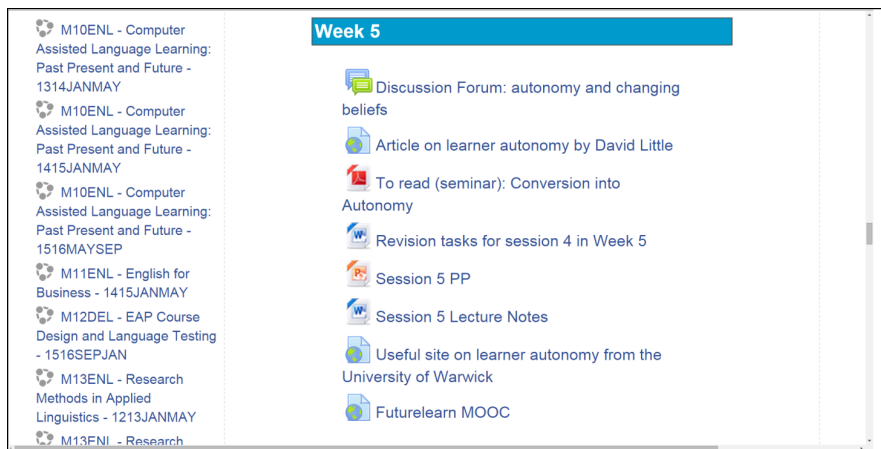 M10ENL - Computer
Assisted Language Learning:
Past Present and Future -
1314JANMAY
M10ENL - Computer
Assisted Language Learning:
Past Present and Future -
1415JANMAY
M10ENL - Computer
Assisted Language Learning:
Past Present and Future -
1516MAYSEP
M11ENL - English for
Business - 1415JANMAY
M12DEL - EAP Course
Design and Language Testing
- 1516SEPJAN
M13ENL - Research
Methods in Applied
Linguistics - 1213JANMAY
M13ENL - Research
Week 5
Discussion Forum: autonomy and changing
beliefs
Article on learner autonomy by David Little
To read (seminar): Conversion into
Autonomy
Revision tasks for session 4 in Week 5
Session 5 PP
Session 5 Lecture Notes
Useful site on learner autonomy from the
University of Warwick
Futurelearn MOOC